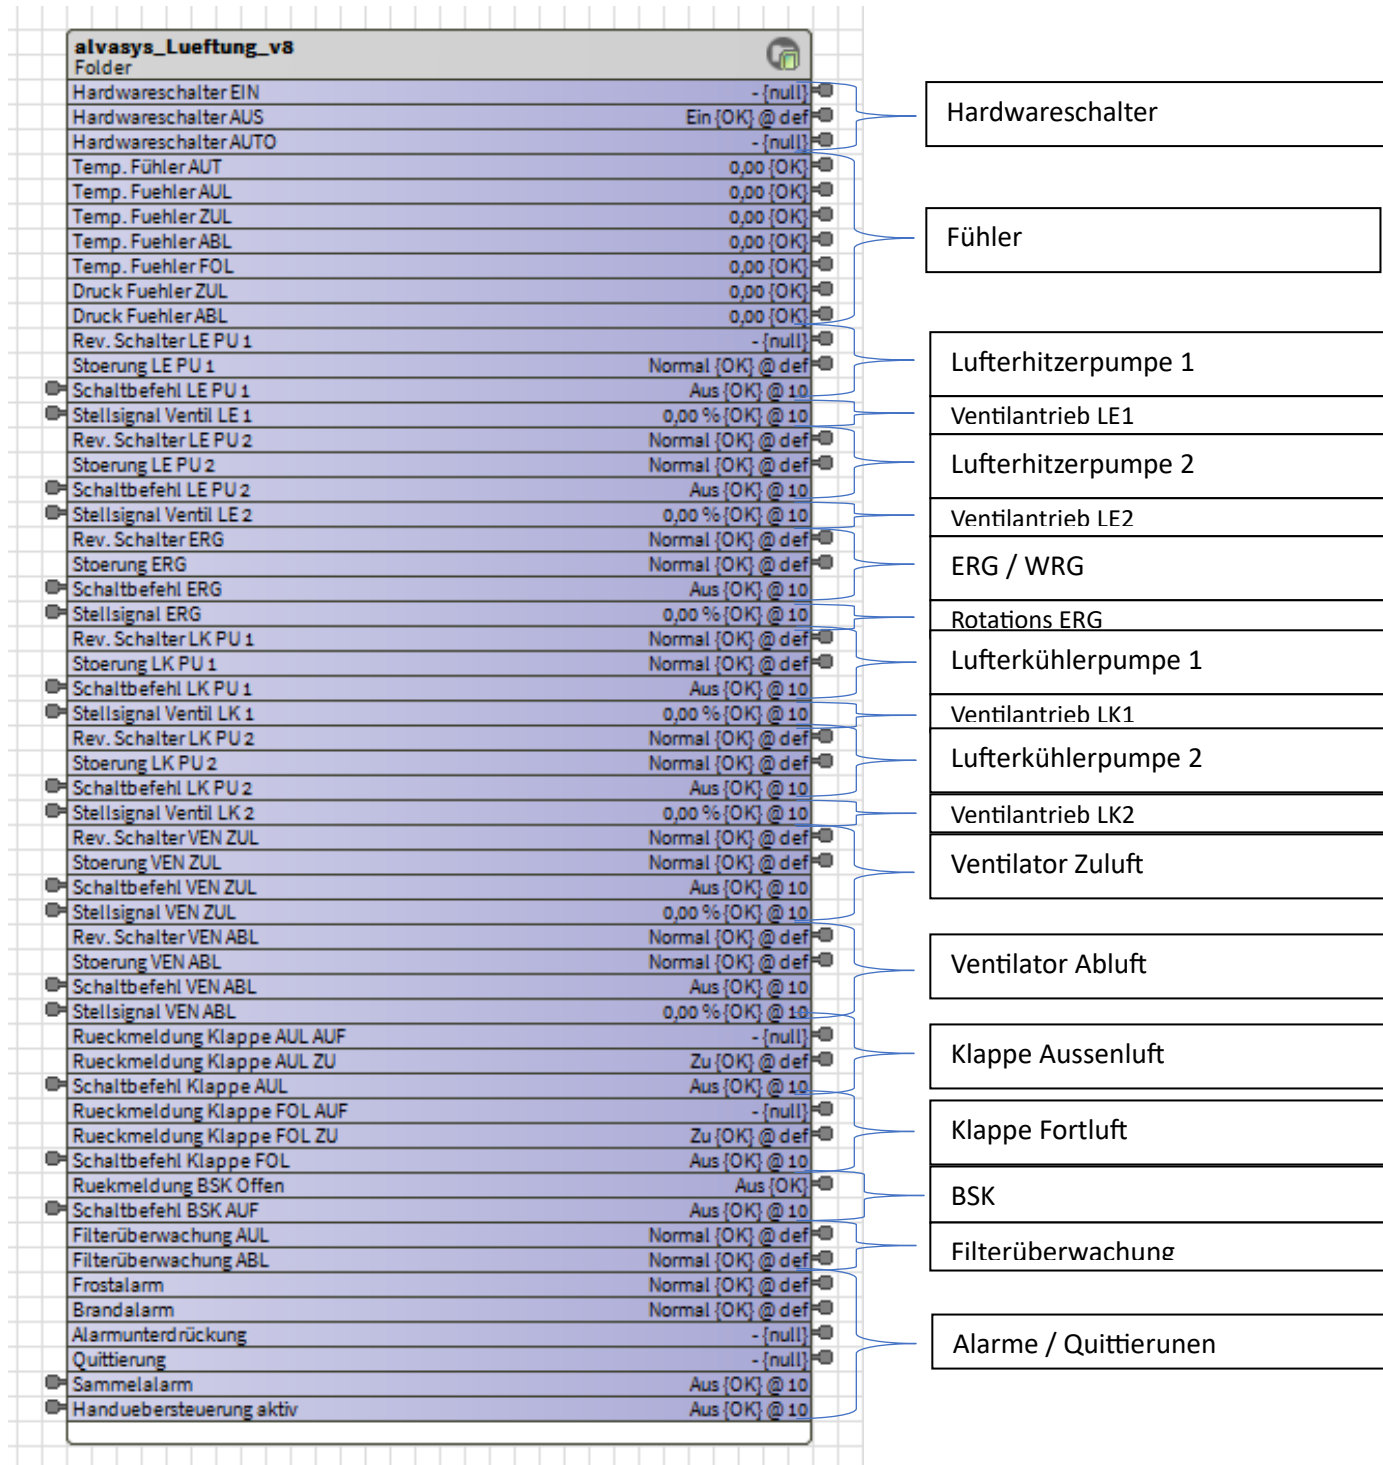 alvasys_Lueftung_v8
Folder
Hardwareschalter EIN - {null}
Hardwareschalter AUS Ein {OK} @ def
Hardwareschalter AUTO - {null}
Hardwareschalter
Temp. Fühler AUT 0,00 {OK}
Temp. Fuehler AUL 0,00 {OK}
Temp. Fuehler ZUL 0,00 {OK}
Temp. Fuehler ABL 0,00 {OK}
Temp. Fuehler FOL 0,00 {OK}
Druck Fuehler ZUL 0,00 {OK}
Druck Fuehler ABL 0,00 {OK}
Fühler
Rev. Schalter LE PU 1 - {null}
Stoerung LE PU 1 Normal {OK} @ def
Schaltbefehl LE PU 1 Aus {OK} @ 10
Lufterhitzerpumpe 1
Stellsignal Ventil LE 1 0,00 % {OK} @ 10
Ventilantrieb LE1
Rev. Schalter LE PU 2 Normal {OK} @ def
Stoerung LE PU 2 Normal {OK} @ def
Schaltbefehl LE PU 2 Aus {OK} @ 10
Lufterhitzerpumpe 2
Stellsignal Ventil LE 2 0,00 % {OK} @ 10
Ventilantrieb LE2
Rev. Schalter ERG Normal {OK} @ def
Stoerung ERG Normal {OK} @ def
Schaltbefehl ERG Aus {OK} @ 10
ERG / WRG
Stellsignal ERG 0,00 % {OK} @ 10
Rotations ERG
Rev. Schalter LK PU 1 Normal {OK} @ def
Stoerung LK PU 1 Normal {OK} @ def
Schaltbefehl LK PU 1 Aus {OK} @ 10
Lufterkühlerpumpe 1
Stellsignal Ventil LK 1 0,00 % {OK} @ 10
Ventilantrieb LK1
Rev. Schalter LK PU 2 Normal {OK} @ def
Stoerung LK PU 2 Normal {OK} @ def
Schaltbefehl LK PU 2 Aus {OK} @ 10
Lufterkühlerpumpe 2
Stellsignal Ventil LK 2 0,00 % {OK} @ 10
Ventilantrieb LK2
Rev. Schalter VEN ZUL Normal {OK} @ def
Stoerung VEN ZUL Normal {OK} @ def
Schaltbefehl VEN ZUL Aus {OK} @ 10
Stellsignal VEN ZUL 0,00 % {OK} @ 10
Ventilator Zuluft
Rev. Schalter VEN ABL Normal {OK} @ def
Stoerung VEN ABL Normal {OK} @ def
Schaltbefehl VEN ABL Aus {OK} @ 10
Stellsignal VEN ABL 0,00 % {OK} @ 10
Ventilator Abluft
Rueckmeldung Klappe AUL AUF - {null}
Rueckmeldung Klappe AUL ZU Zu {OK} @ def
Schaltbefehl Klappe AUL Aus {OK} @ 10
Klappe Aussenluft
Rueckmeldung Klappe FOL AUF - {null}
Rueckmeldung Klappe FOL ZU Zu {OK} @ def
Schaltbefehl Klappe FOL Aus {OK} @ 10
Klappe Fortluft
Ruekmeldung BSK Offen Aus {OK}
Schaltbefehl BSK AUF Aus {OK} @ 10
BSK
Filterüberwachung AUL Normal {OK} @ def
Filterüberwachung ABL Normal {OK} @ def
Filterüberwachung
Frostalarm Normal {OK} @ def
Brandalarm Normal {OK} @ def
Alarmunterdrückung - {null}
Quittierung - {null}
Sammelalarm Aus {OK} @ 10
Handuebersteuerung aktiv Aus {OK} @ 10
Alarme / Quittierunen